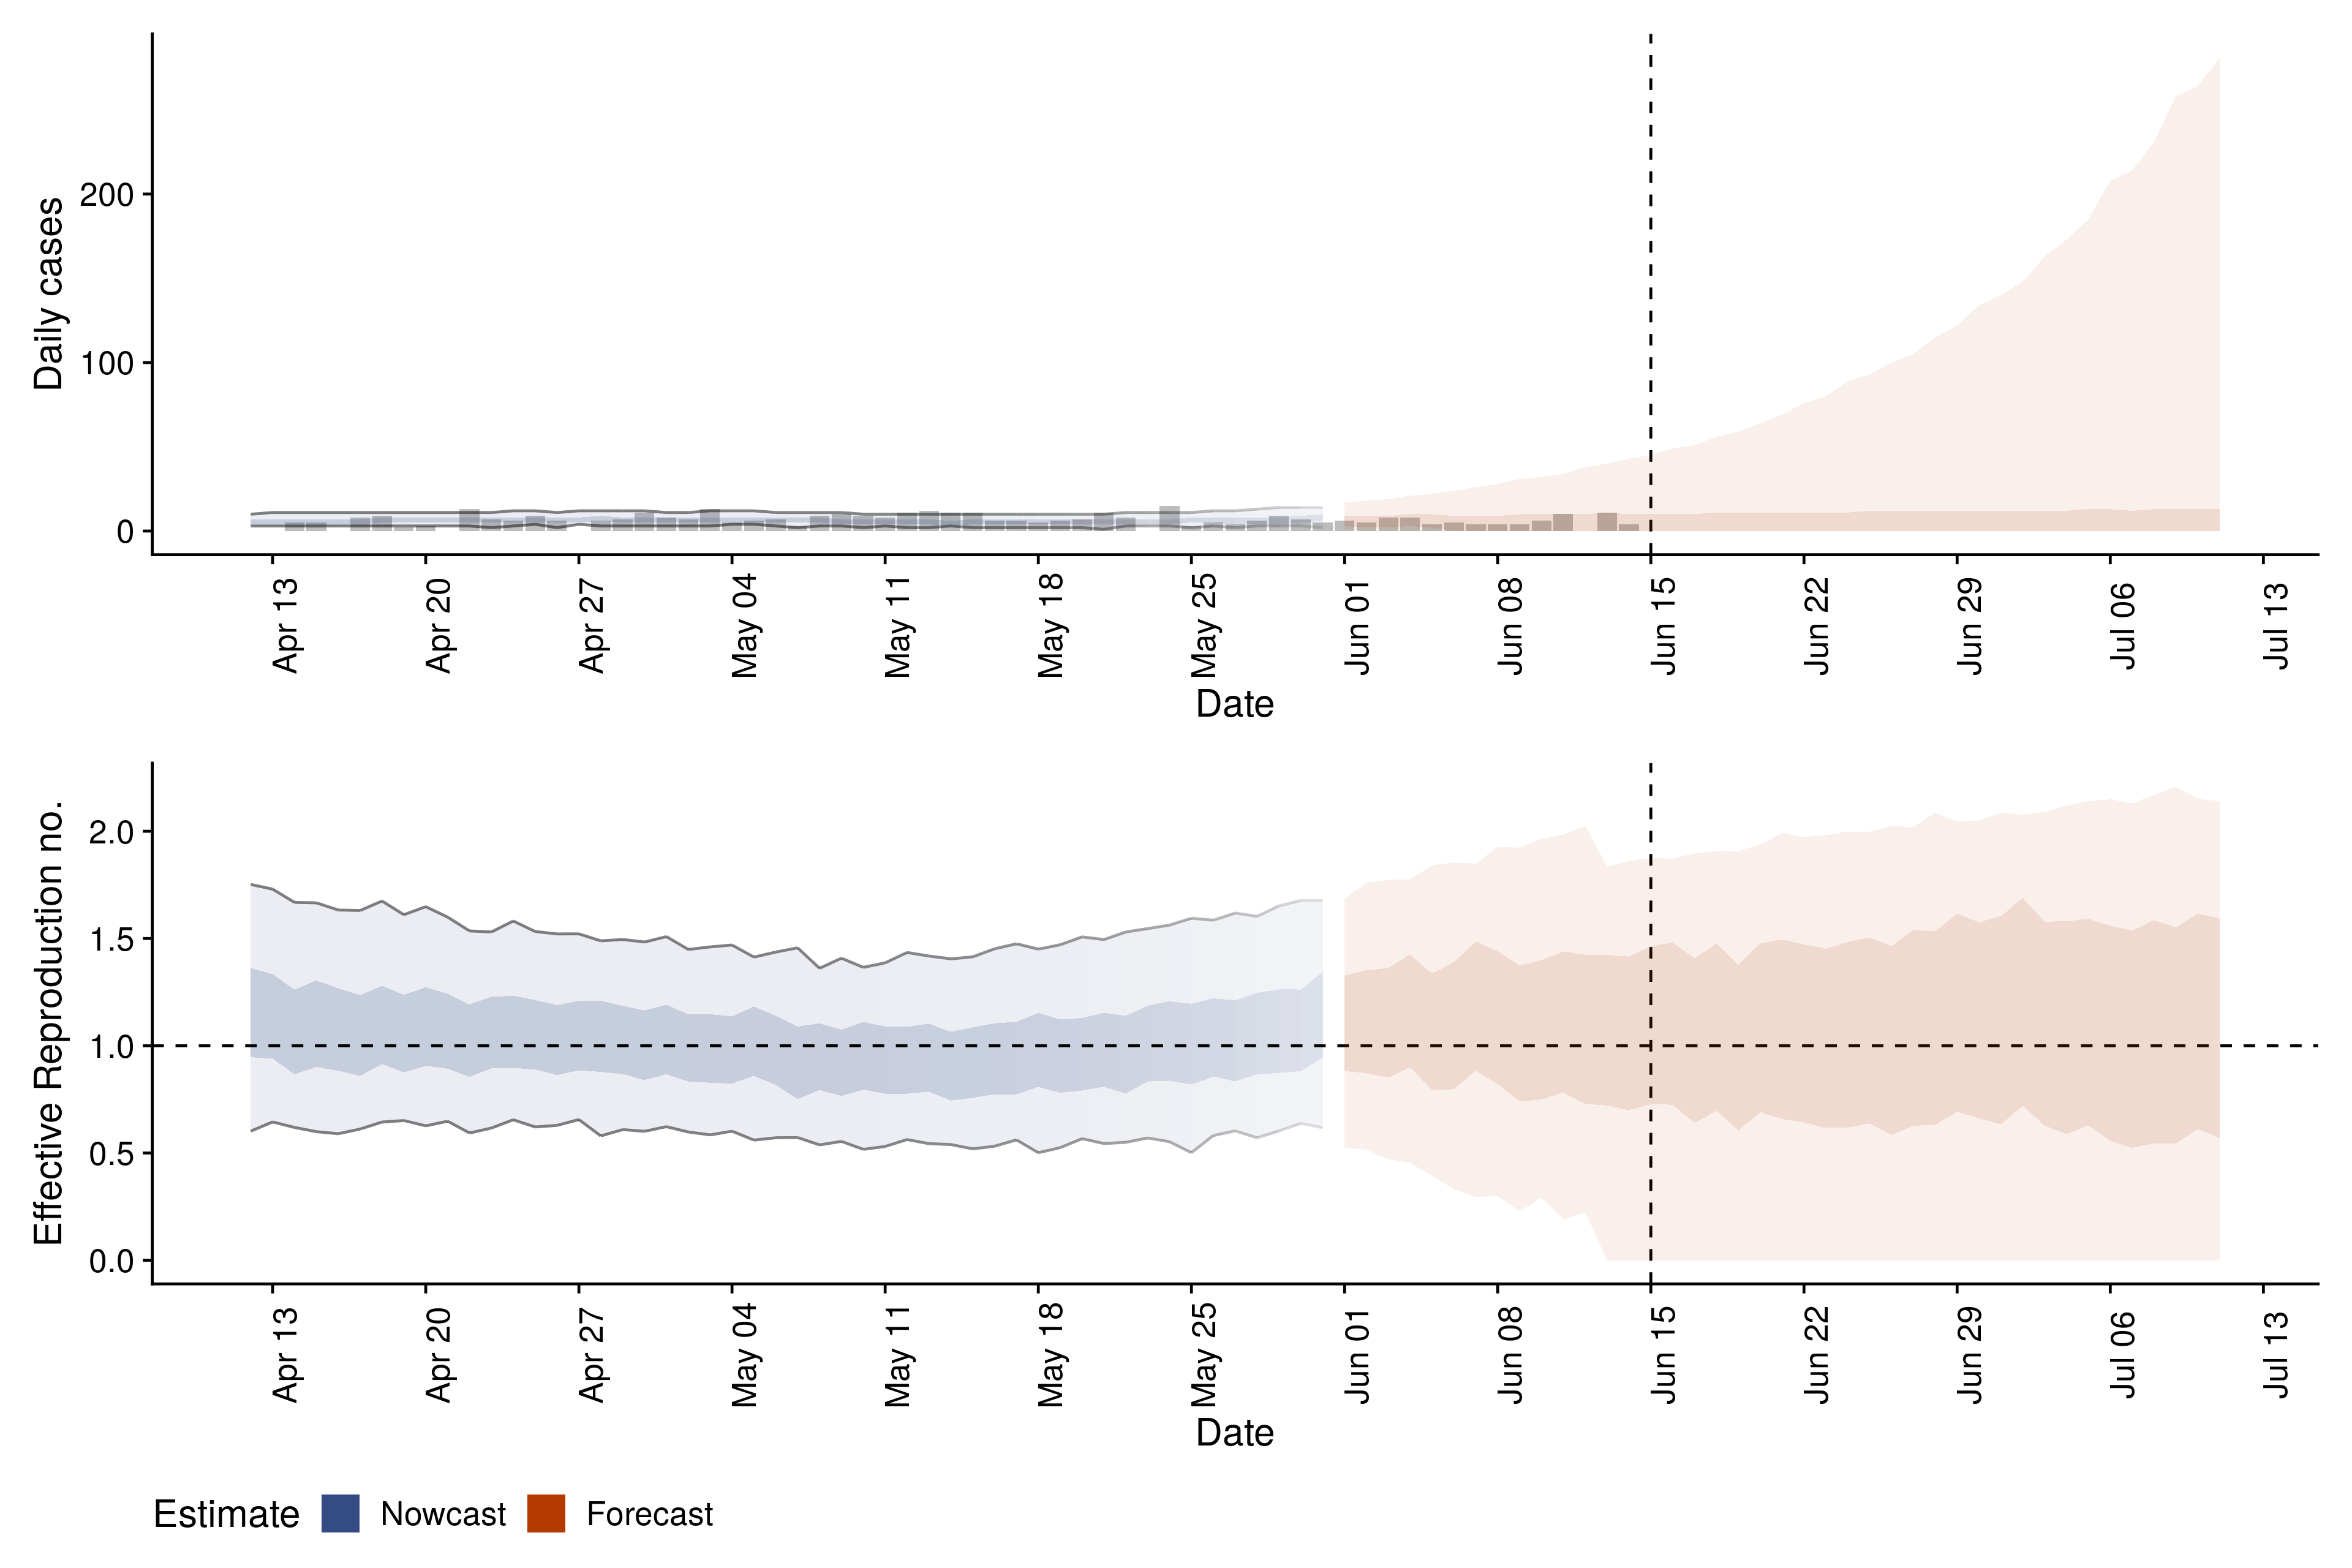 Daily cases
200
100
0
Apr 13 Apr 20 Apr 27 May 04 May 11 May 18 May 25 Jun 01 Jun 08 Jun 15 Jun 22 Jun 29 Jul 06 Jul 13
Date
Effective Reproduction no.
2.0
1.5
1.0
0.5
0.0
Apr 13 Apr 20 Apr 27 May 04 May 11 May 18 May 25 Jun 01 Jun 08 Jun 15 Jun 22 Jun 29 Jul 06 Jul 13
Date
Estimate Nowcast Forecast